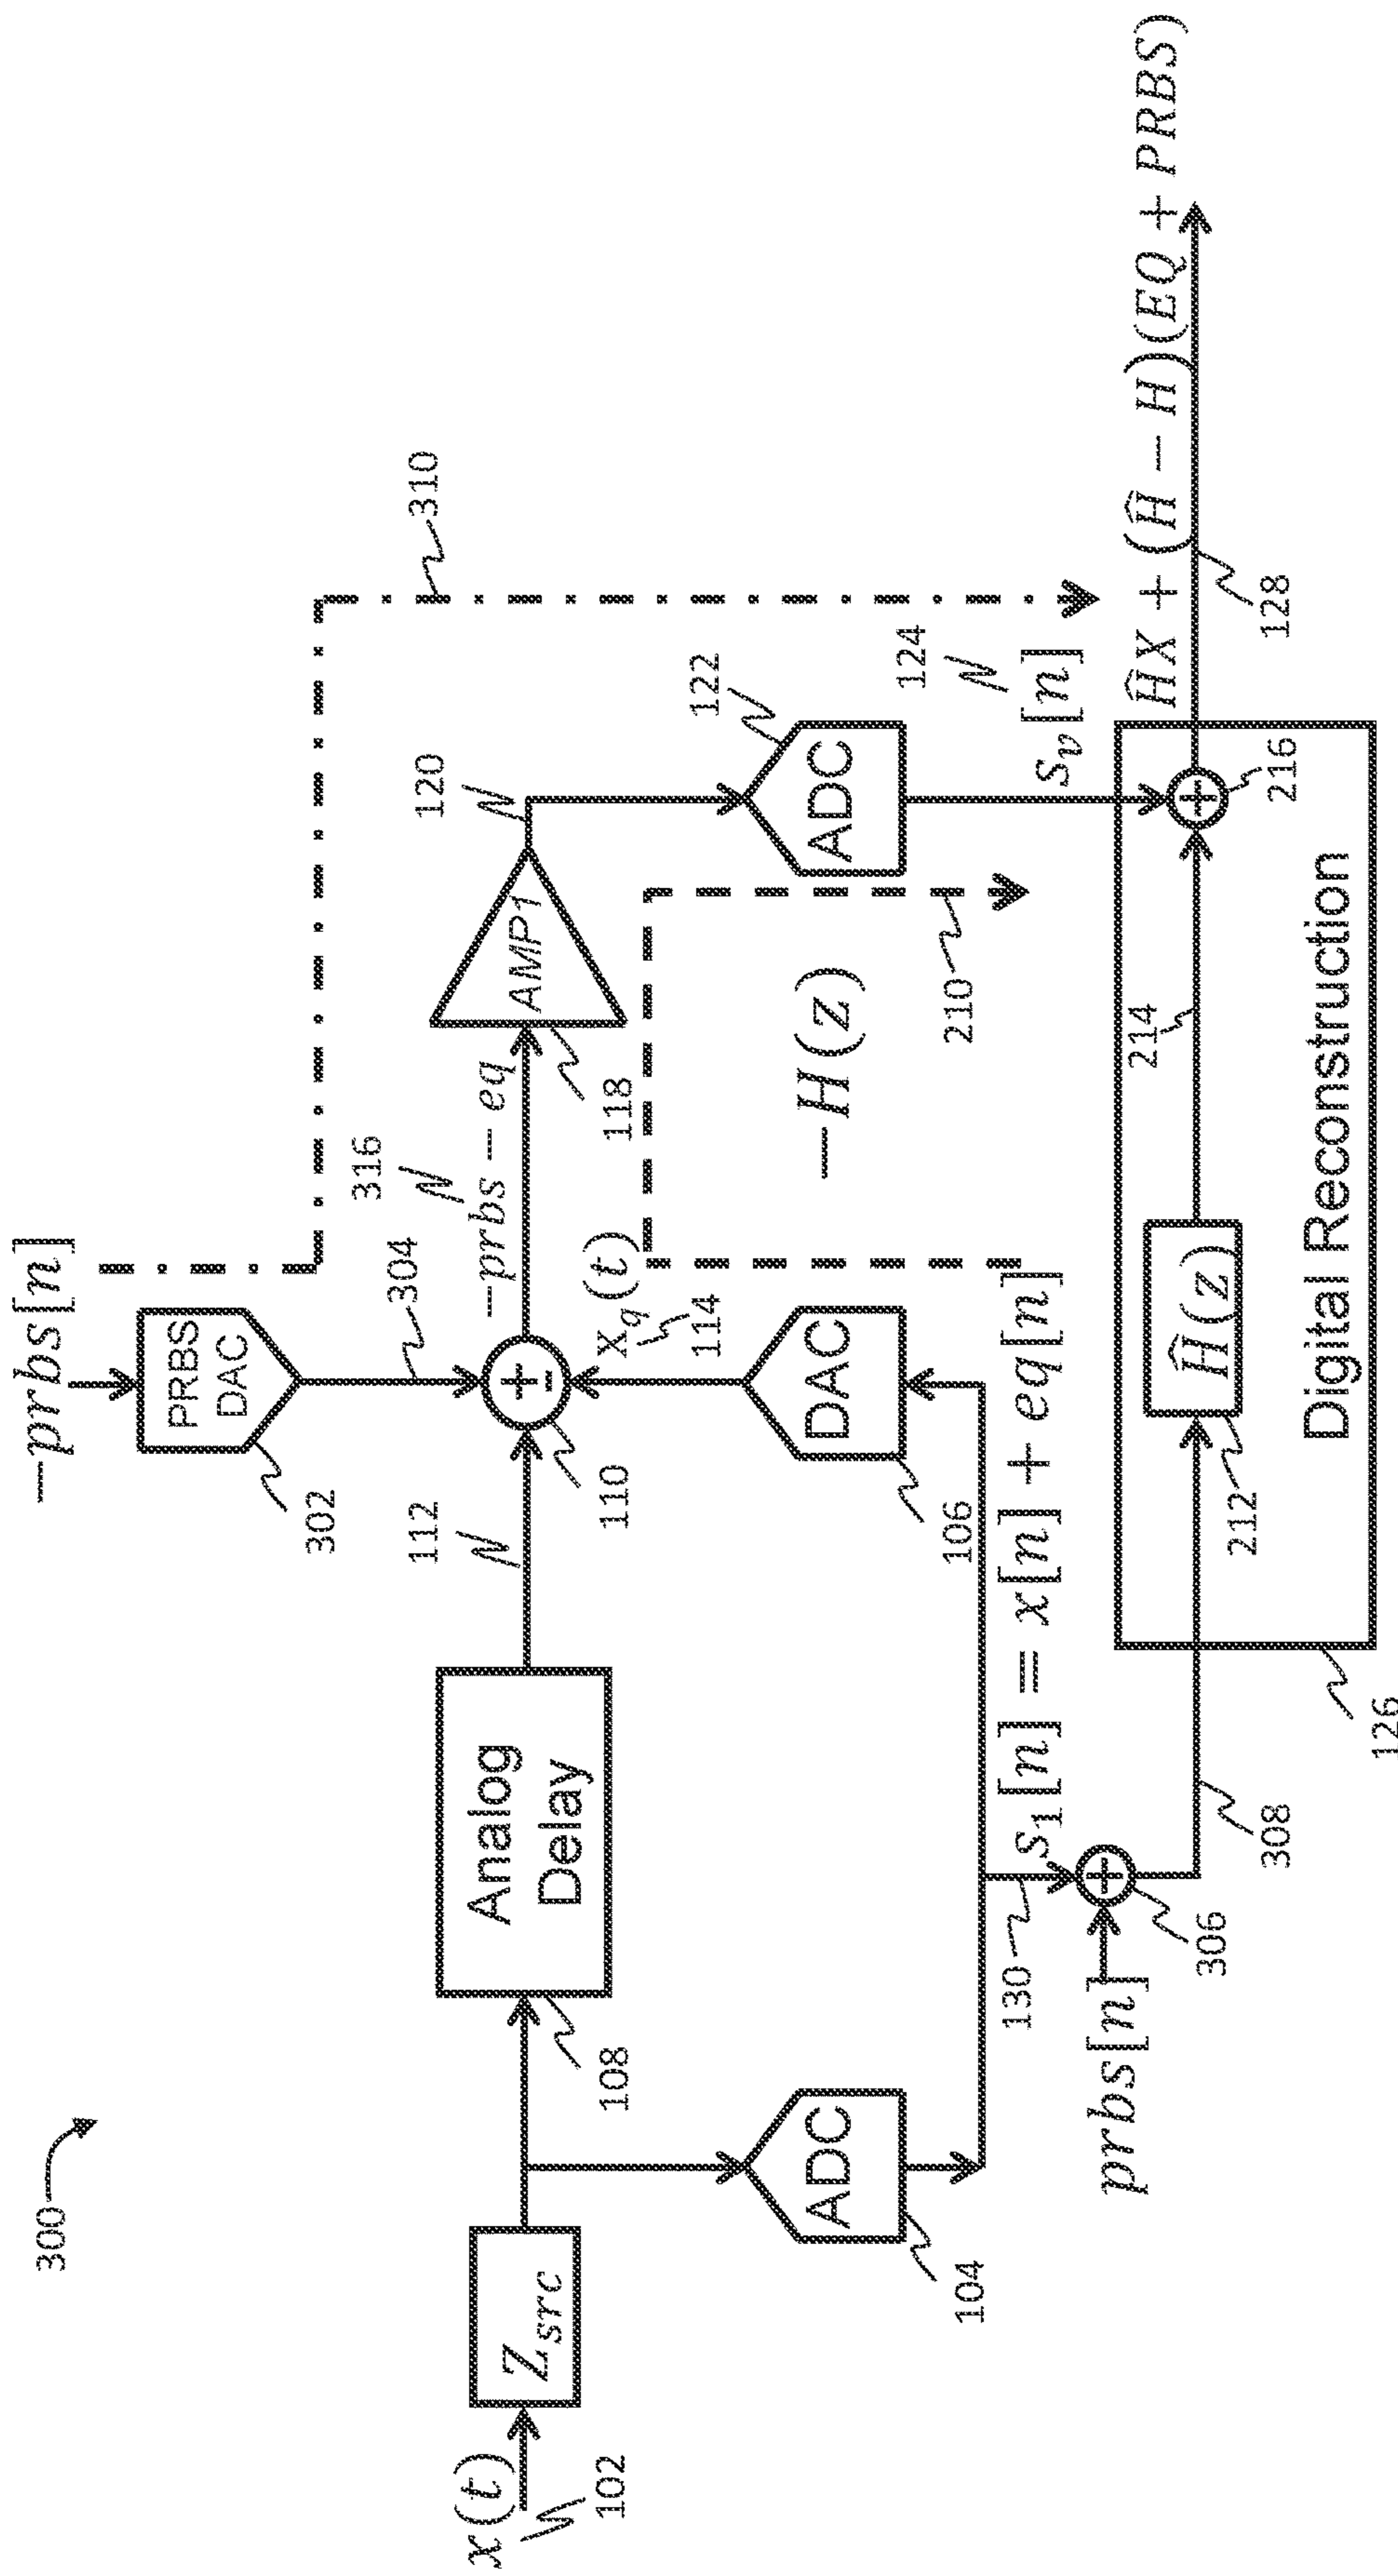 300
−prbs[n]
PRBS
DAC
302
304
310
x(t)
102
Z_src
Analog
Delay
108
112
110
316
−prbs − eq
AMP1
118
120
X_q(t)
114
ADC
104
DAC
106
−H(z)
210
ADC
122
124
s_v[n]
130
s_1[n] = x[n] + eq[n]
prbs[n]
306
308
Ĥ(z)
212
214
216
Digital Reconstruction
126
ĤX + (Ĥ − H)(EQ + PRBS)
128